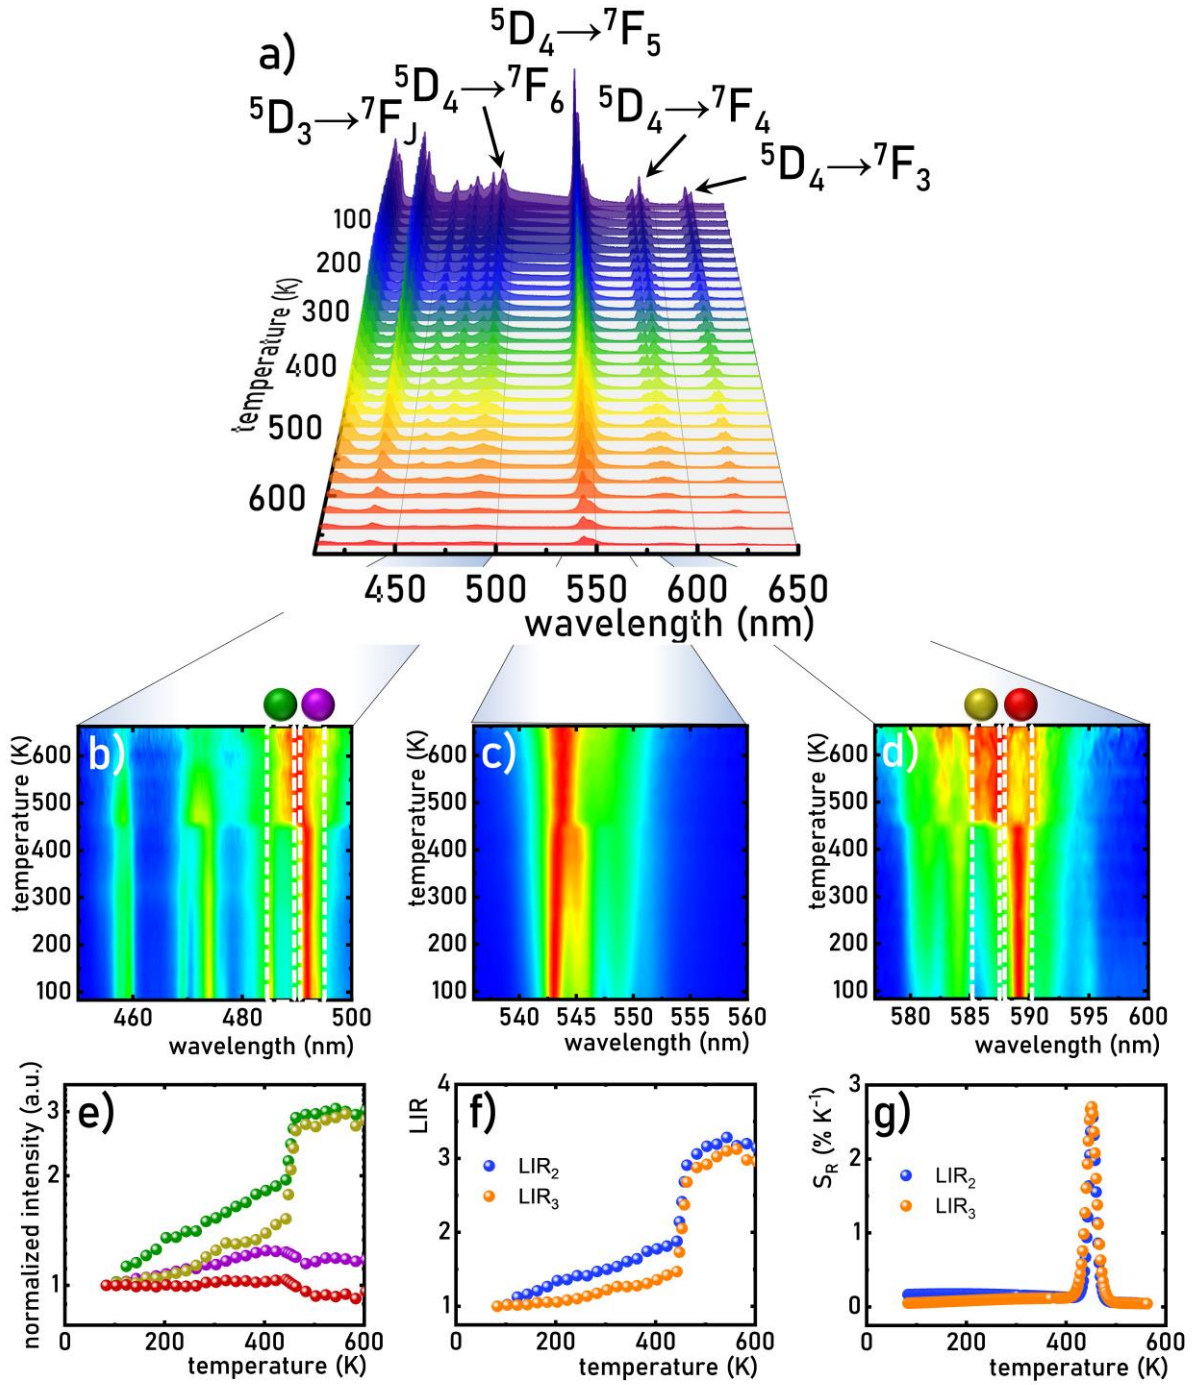 a)
⁵D₄→⁷F₅
⁵D₄→⁷F₆
⁵D₄→⁷F₄
⁵D₃→⁷F_J
⁵D₄→⁷F₃
100
200
300
400
500
600
temperature (K)
450 500 550 600 650
wavelength (nm)
b)
600
500
400
300
200
100
temperature (K)
460 480 500
wavelength (nm)
c)
600
500
400
300
200
100
temperature (K)
540 545 550 555 560
wavelength (nm)
d)
600
500
400
300
200
100
temperature (K)
580 585 590 595 600
wavelength (nm)
e)
3
2
1
normalized intensity (a.u.)
0 200 400 600
temperature (K)
f)
4
3
2
1
LIR
LIR₂
LIR₃
0 200 400 600
temperature (K)
g)
3
2
1
0
S_R (% K⁻¹)
LIR₂
LIR₃
0 200 400 600
temperature (K)